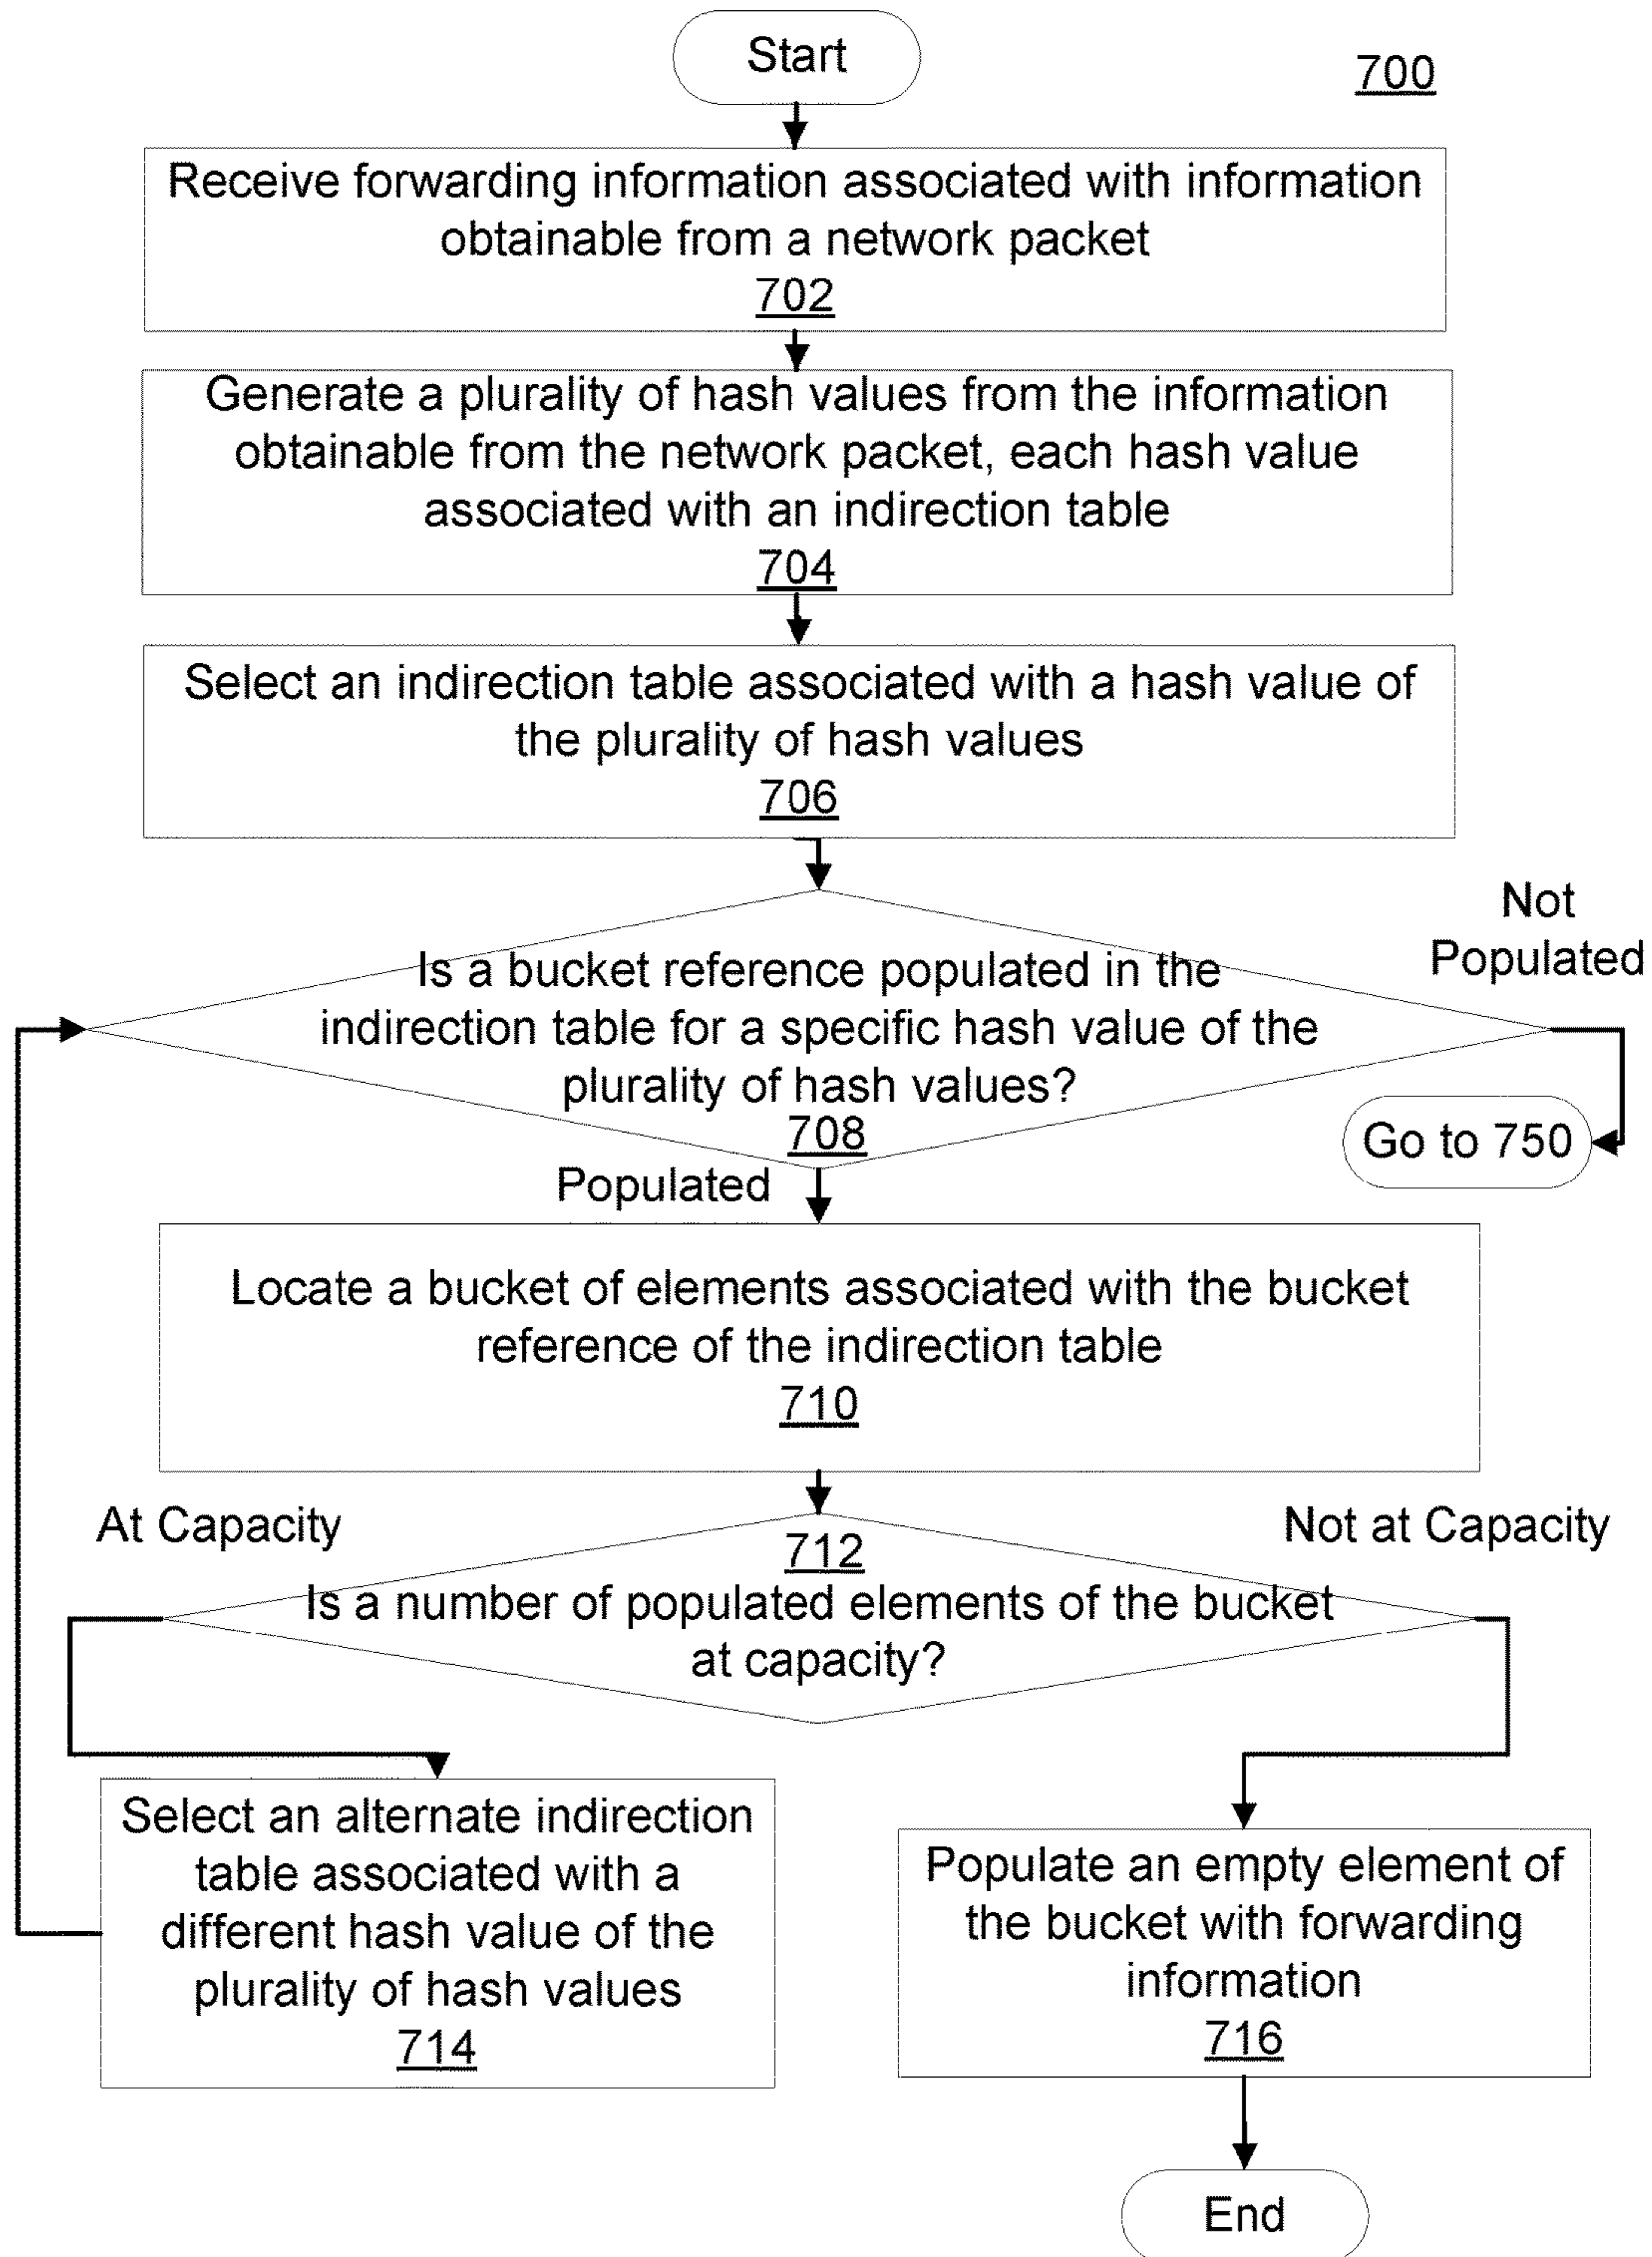 Start
700
Receive forwarding information associated with information
obtainable from a network packet
702
Generate a plurality of hash values from the information
obtainable from the network packet, each hash value
associated with an indirection table
704
Select an indirection table associated with a hash value of
the plurality of hash values
706
Not
Populated
Is a bucket reference populated in the
indirection table for a specific hash value of the
plurality of hash values?
708
Go to 750
Populated
Locate a bucket of elements associated with the bucket
reference of the indirection table
710
At Capacity
Not at Capacity
712
Is a number of populated elements of the bucket
at capacity?
Select an alternate indirection
table associated with a
different hash value of the
plurality of hash values
714
Populate an empty element of
the bucket with forwarding
information
716
End